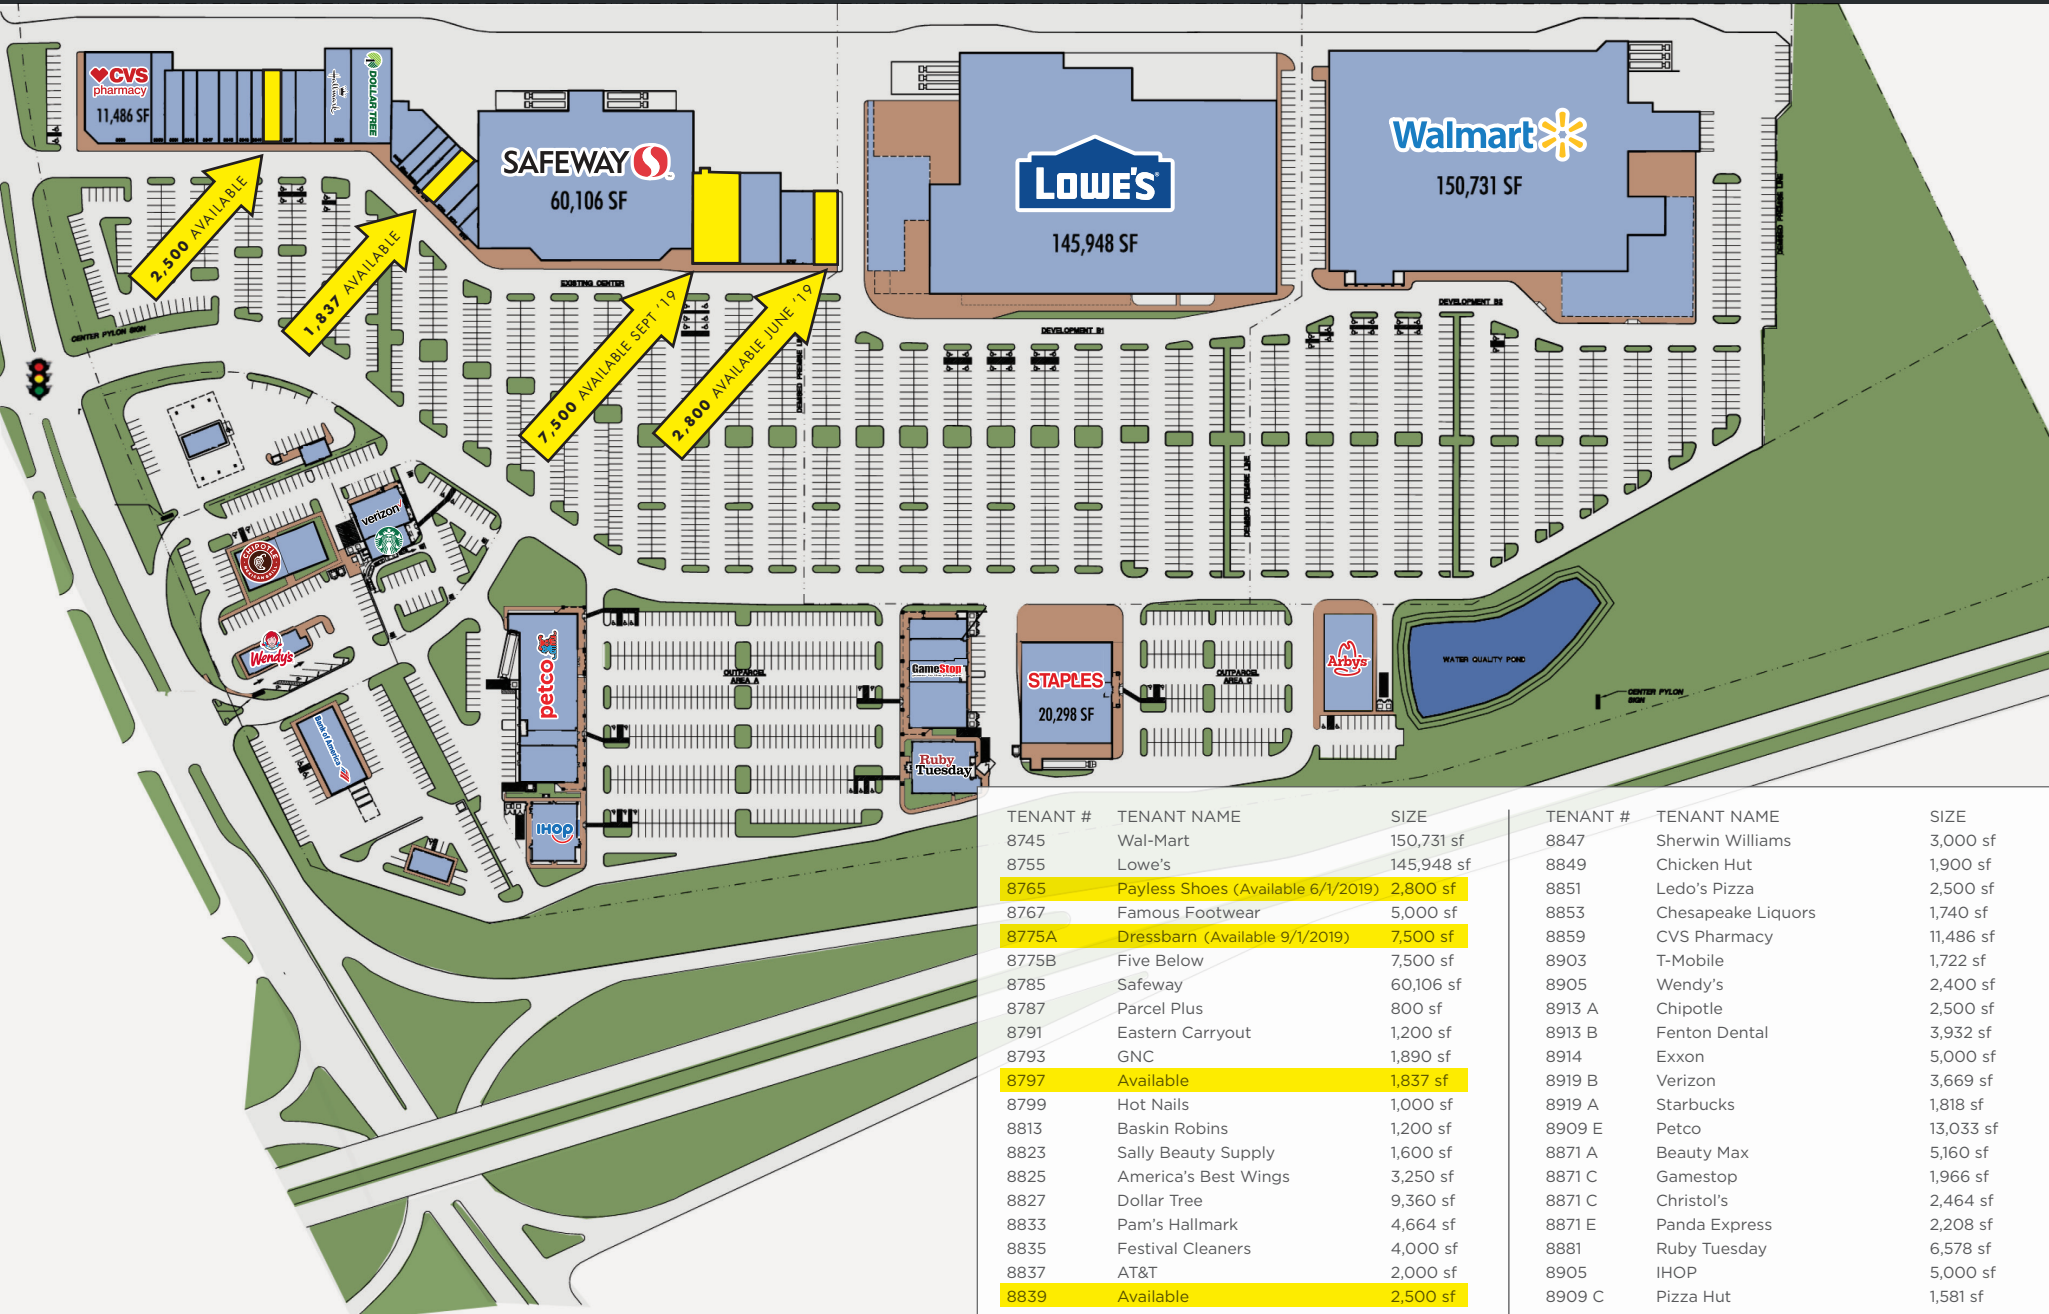 CVS
pharmacy
11,486 SF
Hallmark
DOLLAR TREE
SAFEWAY
60,106 SF
LOWE'S
145,948 SF
Walmart
150,731 SF
2,500 AVAILABLE
1,837 AVAILABLE
7,500 AVAILABLE SEPT '19
2,800 AVAILABLE JUNE '19
EXISTING CENTER
DEVELOPMENT B1
DEVELOPMENT B2
DEMISED PREMISE LINE
DEMISED PREMISE LINE
DEMISED PREMISE LINE
CENTER PYLON SIGN
verizon
CHIPOTLE
MEXICAN GRILL
Wendy's
Bank of America
petco
IHOP
OUTPARCEL
AREA A
GameStop
Ruby
Tuesday
STAPLES
20,298 SF
OUTPARCEL
AREA C
Arby's
WATER QUALITY POND
CENTER PYLON
SIGN
TENANT # TENANT NAME SIZE
8745 Wal-Mart 150,731 sf
8755 Lowe's 145,948 sf
8765 Payless Shoes (Available 6/1/2019) 2,800 sf
8767 Famous Footwear 5,000 sf
8775A Dressbarn (Available 9/1/2019) 7,500 sf
8775B Five Below 7,500 sf
8785 Safeway 60,106 sf
8787 Parcel Plus 800 sf
8791 Eastern Carryout 1,200 sf
8793 GNC 1,890 sf
8797 Available 1,837 sf
8799 Hot Nails 1,000 sf
8813 Baskin Robins 1,200 sf
8823 Sally Beauty Supply 1,600 sf
8825 America's Best Wings 3,250 sf
8827 Dollar Tree 9,360 sf
8833 Pam's Hallmark 4,664 sf
8835 Festival Cleaners 4,000 sf
8837 AT&T 2,000 sf
8839 Available 2,500 sf
TENANT # TENANT NAME SIZE
8847 Sherwin Williams 3,000 sf
8849 Chicken Hut 1,900 sf
8851 Ledo's Pizza 2,500 sf
8853 Chesapeake Liquors 1,740 sf
8859 CVS Pharmacy 11,486 sf
8903 T-Mobile 1,722 sf
8905 Wendy's 2,400 sf
8913 A Chipotle 2,500 sf
8913 B Fenton Dental 3,932 sf
8914 Exxon 5,000 sf
8919 B Verizon 3,669 sf
8919 A Starbucks 1,818 sf
8909 E Petco 13,033 sf
8871 A Beauty Max 5,160 sf
8871 C Gamestop 1,966 sf
8871 C Christol's 2,464 sf
8871 E Panda Express 2,208 sf
8881 Ruby Tuesday 6,578 sf
8905 IHOP 5,000 sf
8909 C Pizza Hut 1,581 sf